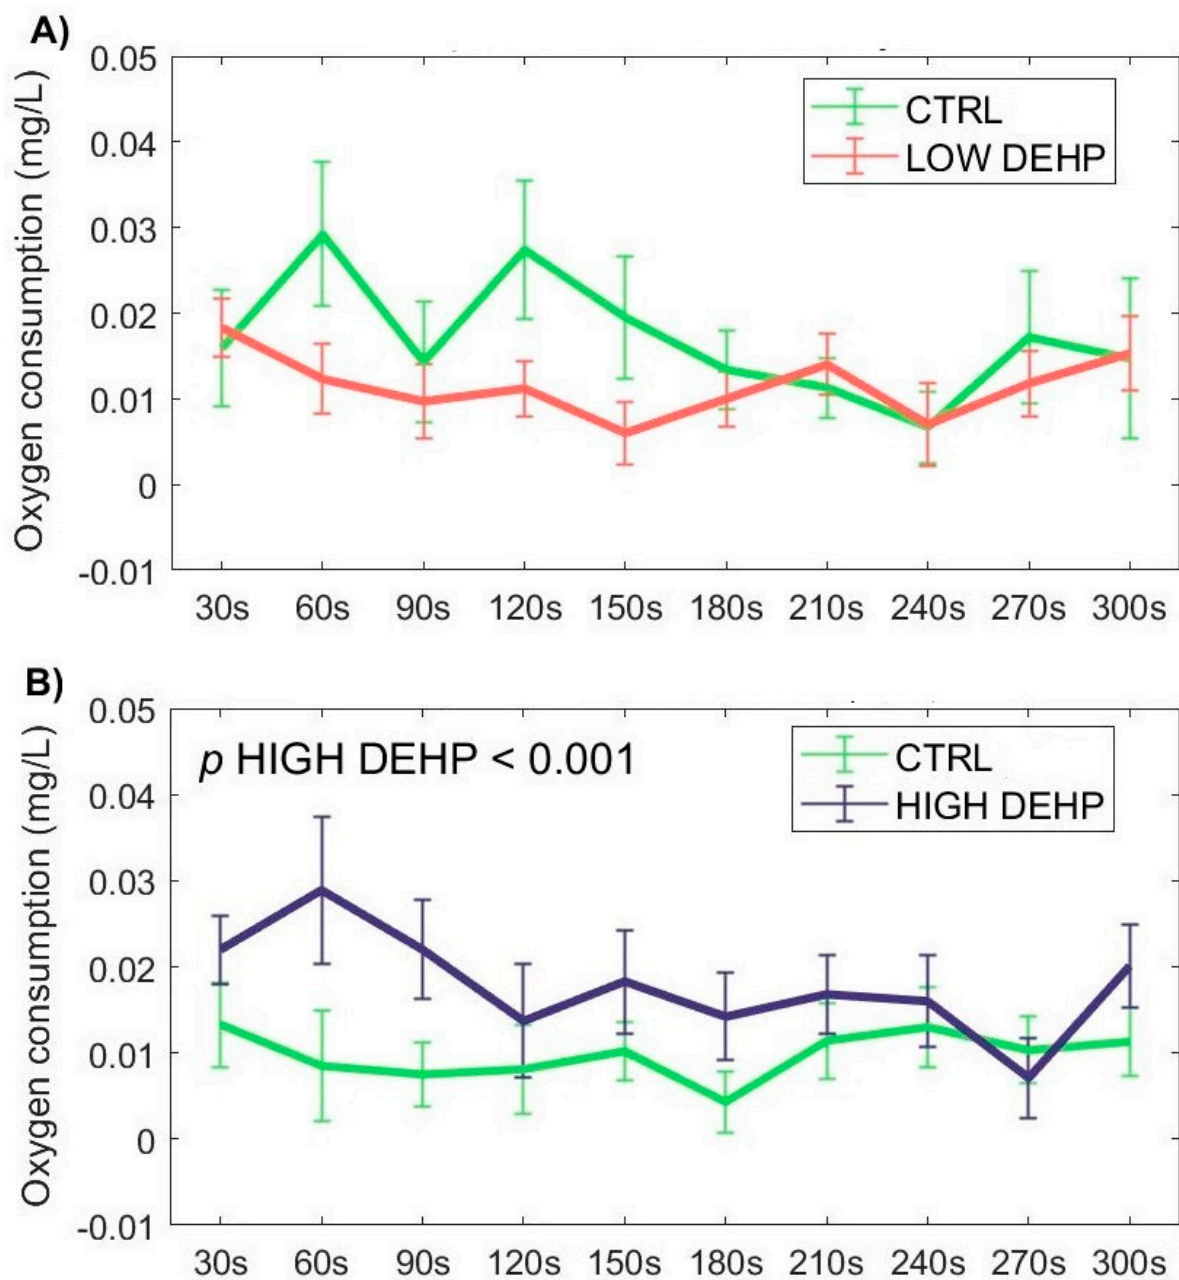 A)
Oxygen consumption (mg/L)
0.05
0.04
0.03
0.02
0.01
0
-0.01
CTRL
LOW DEHP
30s 60s 90s 120s 150s 180s 210s 240s 270s 300s
B)
Oxygen consumption (mg/L)
0.05
0.04
0.03
0.02
0.01
0
-0.01
p HIGH DEHP < 0.001
CTRL
HIGH DEHP
30s 60s 90s 120s 150s 180s 210s 240s 270s 300s